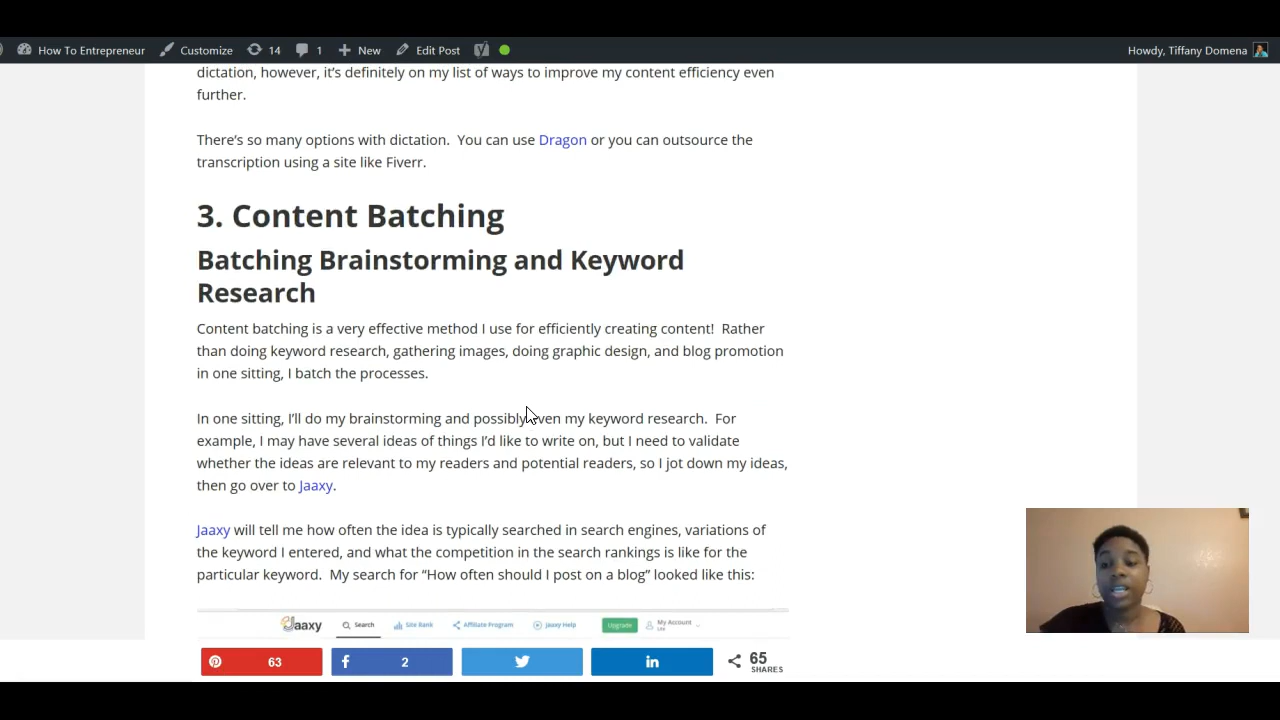 How To Entrepreneur Customize 14 1 New Edit Post Howdy, Tiffany Domena
dictation, however, it’s definitely on my list of ways to improve my content efficiency even
further.
There’s so many options with dictation. You can use Dragon or you can outsource the
transcription using a site like Fiverr.
3. Content Batching
Batching Brainstorming and Keyword
Research
Content batching is a very effective method I use for efficiently creating content! Rather
than doing keyword research, gathering images, doing graphic design, and blog promotion
in one sitting, I batch the processes.
In one sitting, I’ll do my brainstorming and possibly even my keyword research. For
example, I may have several ideas of things I’d like to write on, but I need to validate
whether the ideas are relevant to my readers and potential readers, so I jot down my ideas,
then go over to Jaaxy.
Jaaxy will tell me how often the idea is typically searched in search engines, variations of
the keyword I entered, and what the competition in the search rankings is like for the
particular keyword. My search for “How often should I post on a blog” looked like this:
Jaaxy Search Site Rank Affiliate Program Jaaxy Help Upgrade My Account
63 2 65
SHARES